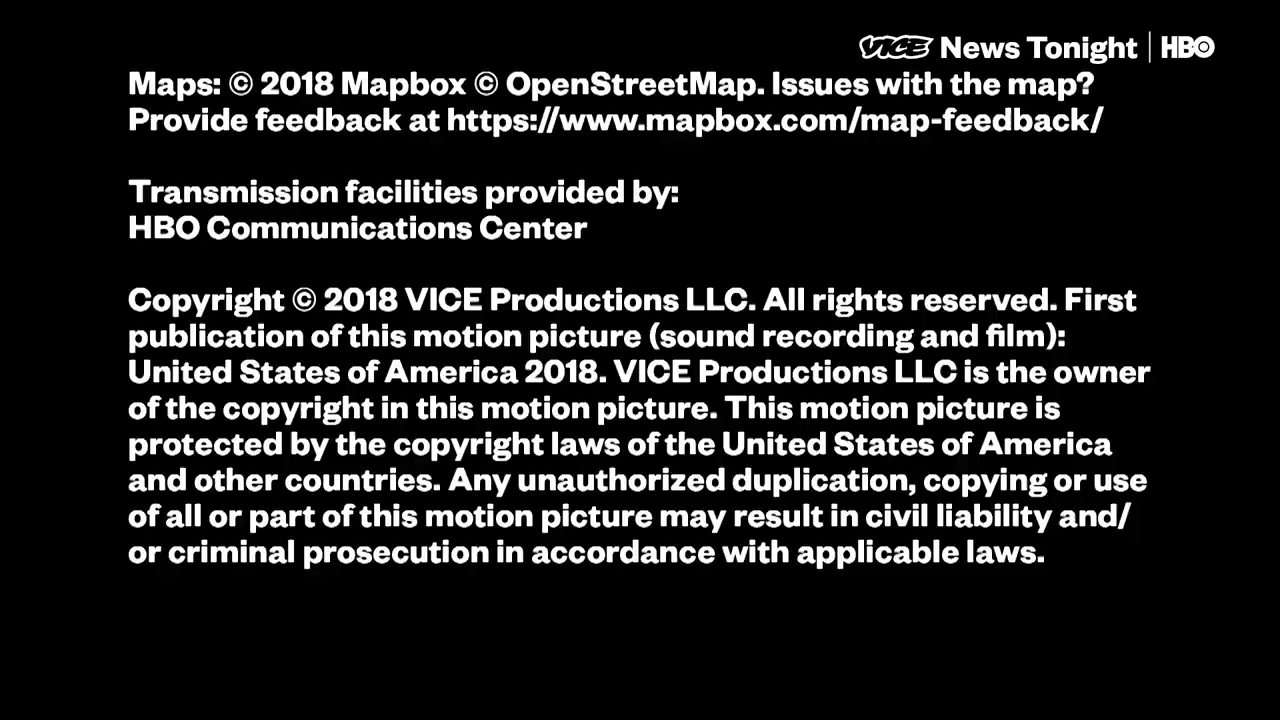 VICE News Tonight | HBO
Maps: © 2018 Mapbox © OpenStreetMap. Issues with the map?
Provide feedback at https://www.mapbox.com/map-feedback/
Transmission facilities provided by:
HBO Communications Center
Copyright © 2018 VICE Productions LLC. All rights reserved. First
publication of this motion picture (sound recording and film):
United States of America 2018. VICE Productions LLC is the owner
of the copyright in this motion picture. This motion picture is
protected by the copyright laws of the United States of America
and other countries. Any unauthorized duplication, copying or use
of all or part of this motion picture may result in civil liability and/
or criminal prosecution in accordance with applicable laws.